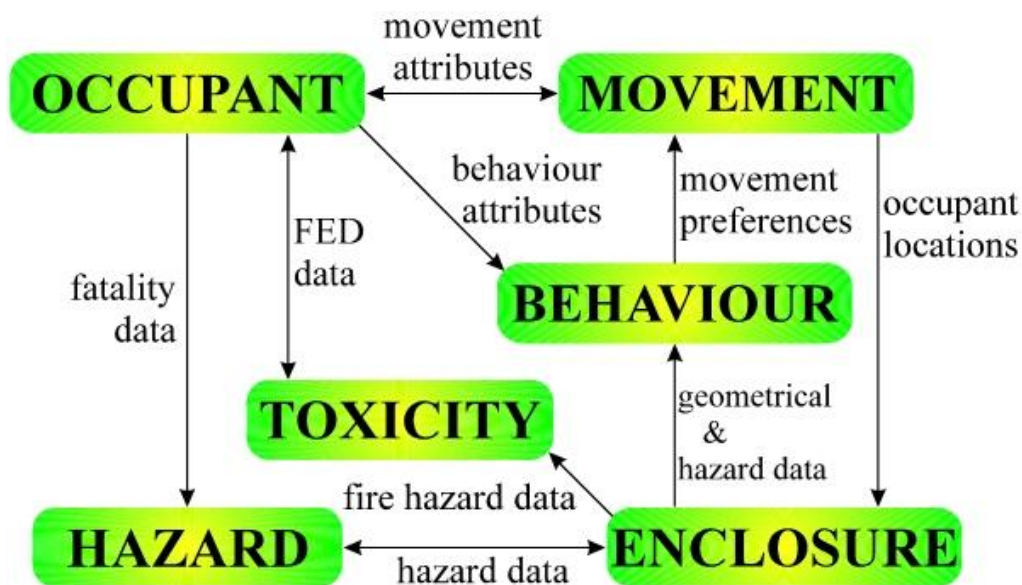 movement
attributes
OCCUPANT
MOVEMENT
behaviour
attributes
movement
preferences
occupant
locations
FED
data
fatality
data
BEHAVIOUR
TOXICITY
geometrical
&
hazard data
fire hazard data
HAZARD
ENCLOSURE
hazard data